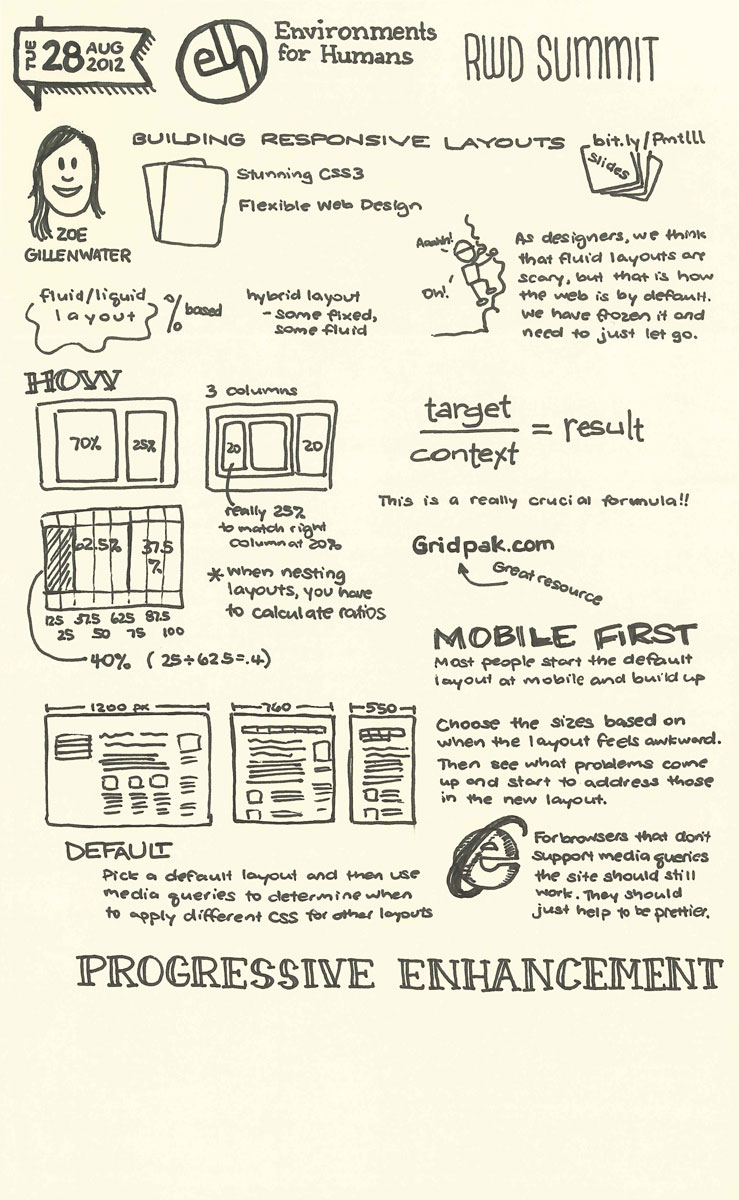 TUE 28 AUG 2012
efh
Environments
for Humans
RWD SUMMIT
BUILDING RESPONSIVE LAYOUTS
bit.ly/Pmtlll
Slides
Stunning CSS3
Flexible Web Design
ZOE
GILLENWATER
Aaahh!
Oh!
As designers, we think
that fluid layouts are
scary, but that is how
the web is by default.
We have frozen it and
need to just let go.
fluid/liquid
layout
% based
hybrid layout
- some fixed,
some fluid
HOW
70% 25%
3 columns
20 20
really 25%
to match right
column at 20%
target
context
= result
This is a really crucial formula!!
Gridpak.com
Great resource
62.5% 37.5
%
12.5 37.5 62.5 87.5
25 50 75 100
40% (25÷62.5=.4)
* When nesting
layouts, you have
to calculate ratios
MOBILE FIRST
Most people start the default
layout at mobile and build up
1200 px 760 550
Choose the sizes based on
when the layout feels awkward.
Then see what problems come
up and start to address those
in the new layout.
DEFAULT
Pick a default layout and then use
media queries to determine when
to apply different CSS for other layouts
e
For browsers that don't
support media queries
the site should still
work. They should
just help to be prettier.
PROGRESSIVE ENHANCEMENT